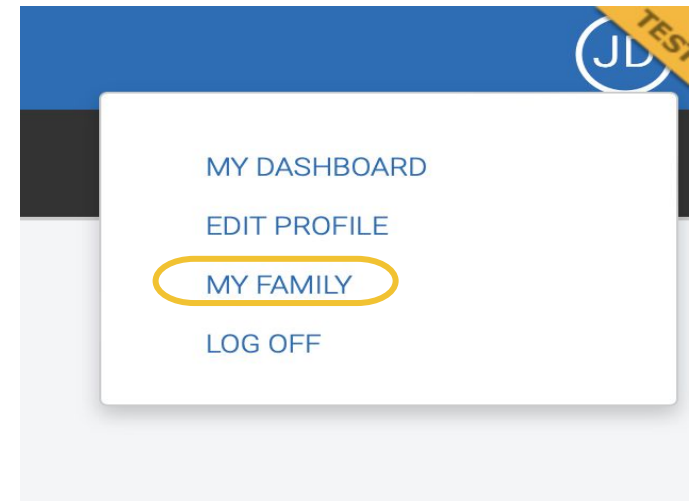 JD
TEST
MY DASHBOARD
EDIT PROFILE
MY FAMILY
LOG OFF